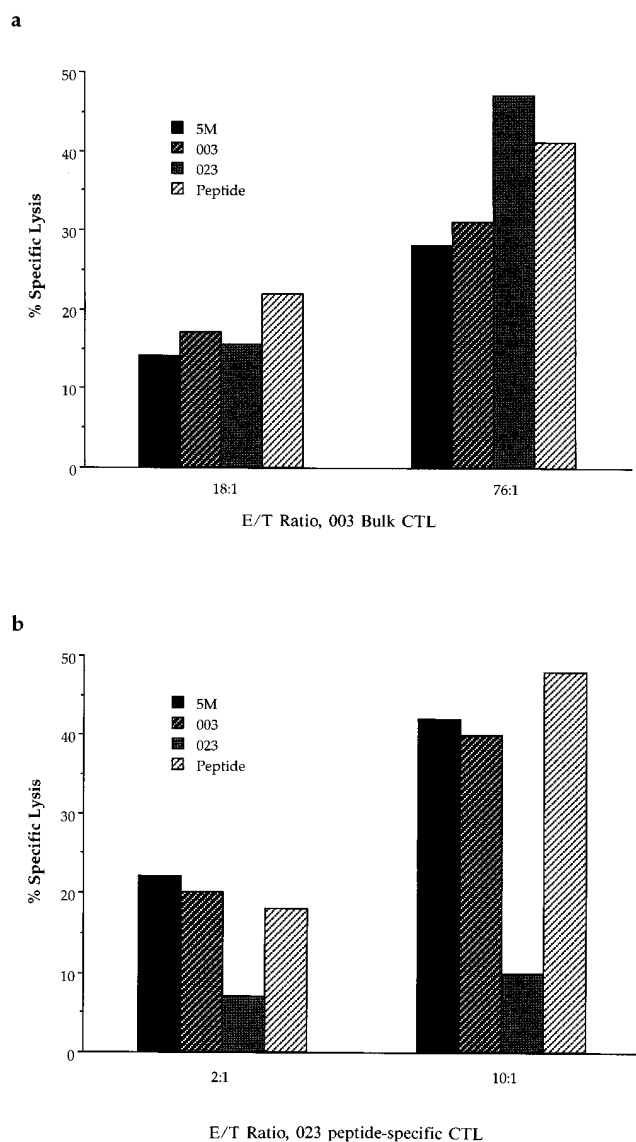 a
50
40
30
20
10
0
% Specific Lysis
5M
003
023
Peptide
18:1
76:1
E/T Ratio, 003 Bulk CTL
b
50
40
30
20
10
0
% Specific Lysis
5M
003
023
Peptide
2:1
10:1
E/T Ratio, 023 peptide-specific CTL